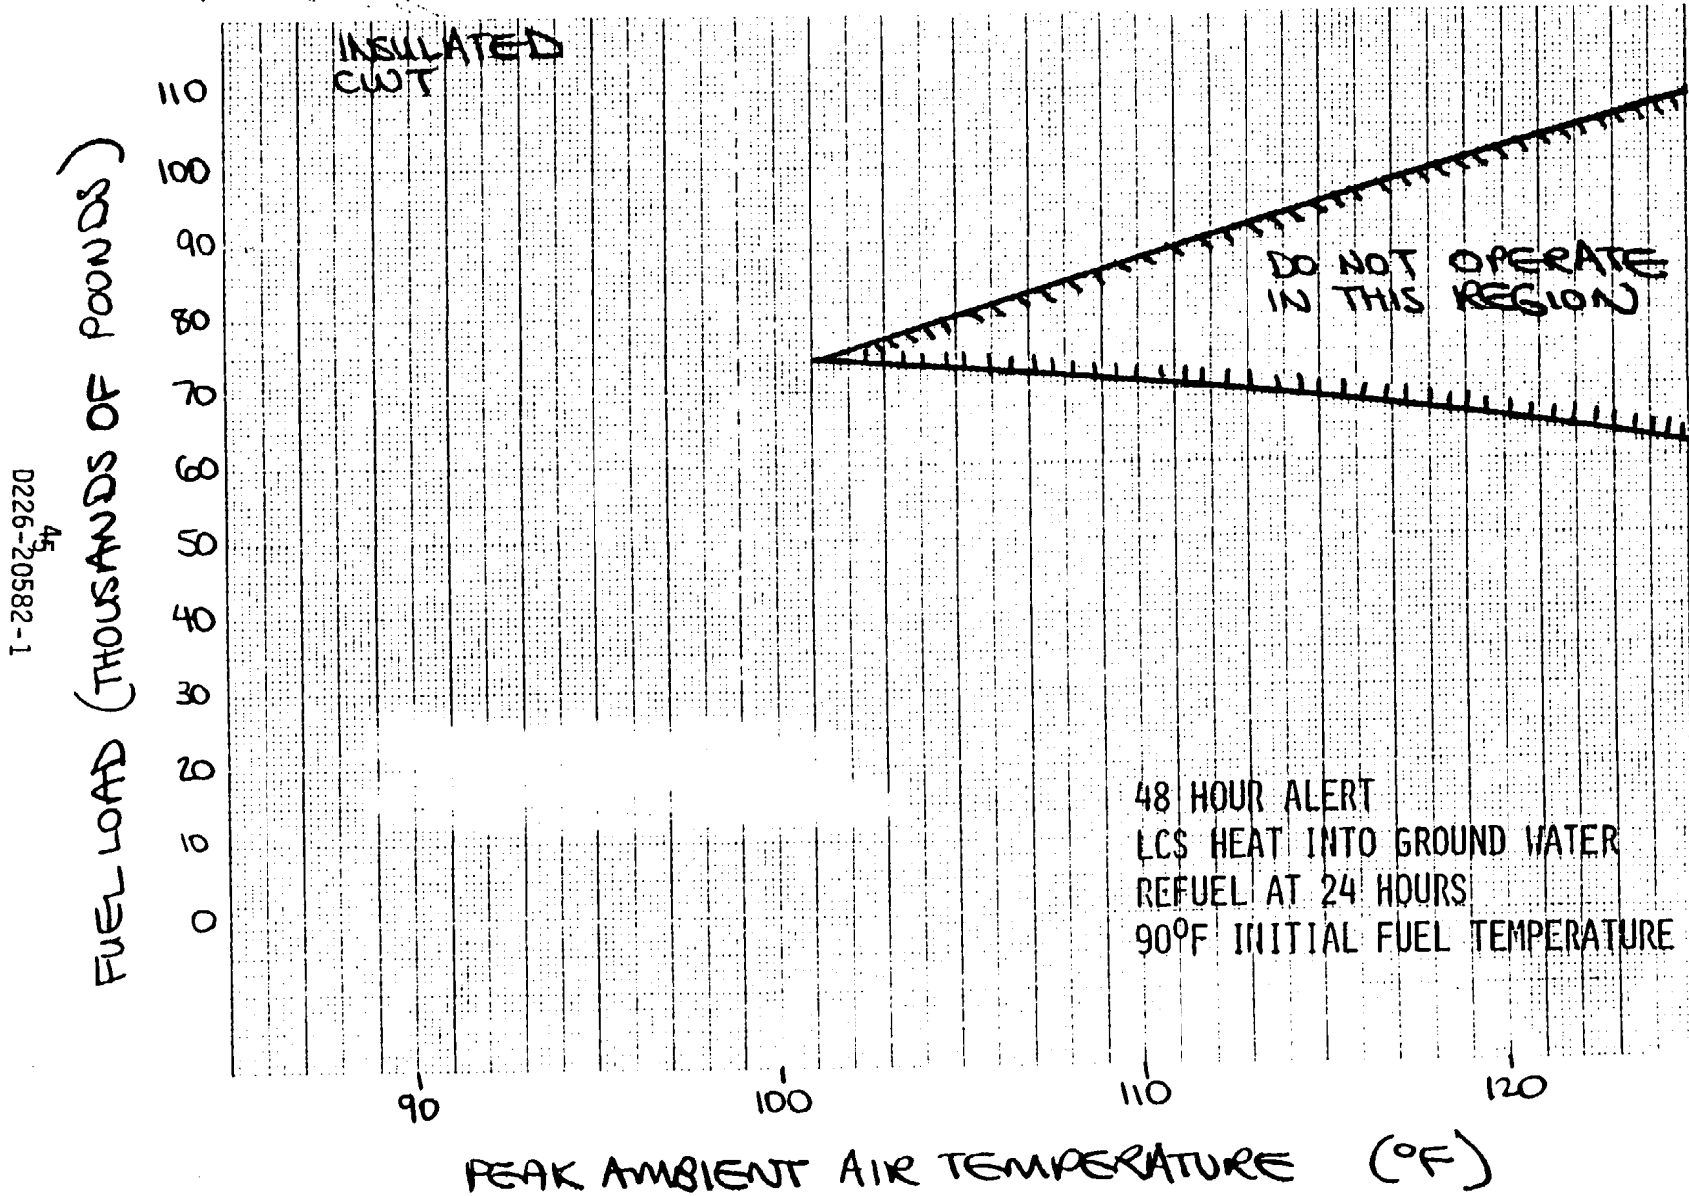 INSULATED
CWT
110
100
90
80
70
60
50
40
30
20
10
0
FUEL LOAD (THOUSANDS OF POUNDS)
D226-20582-1
45
DO NOT OPERATE
IN THIS REGION
48 HOUR ALERT
LCS HEAT INTO GROUND WATER
REFUEL AT 24 HOURS
90°F INITIAL FUEL TEMPERATURE
90 100 110 120
PEAK AMBIENT AIR TEMPERATURE (°F)